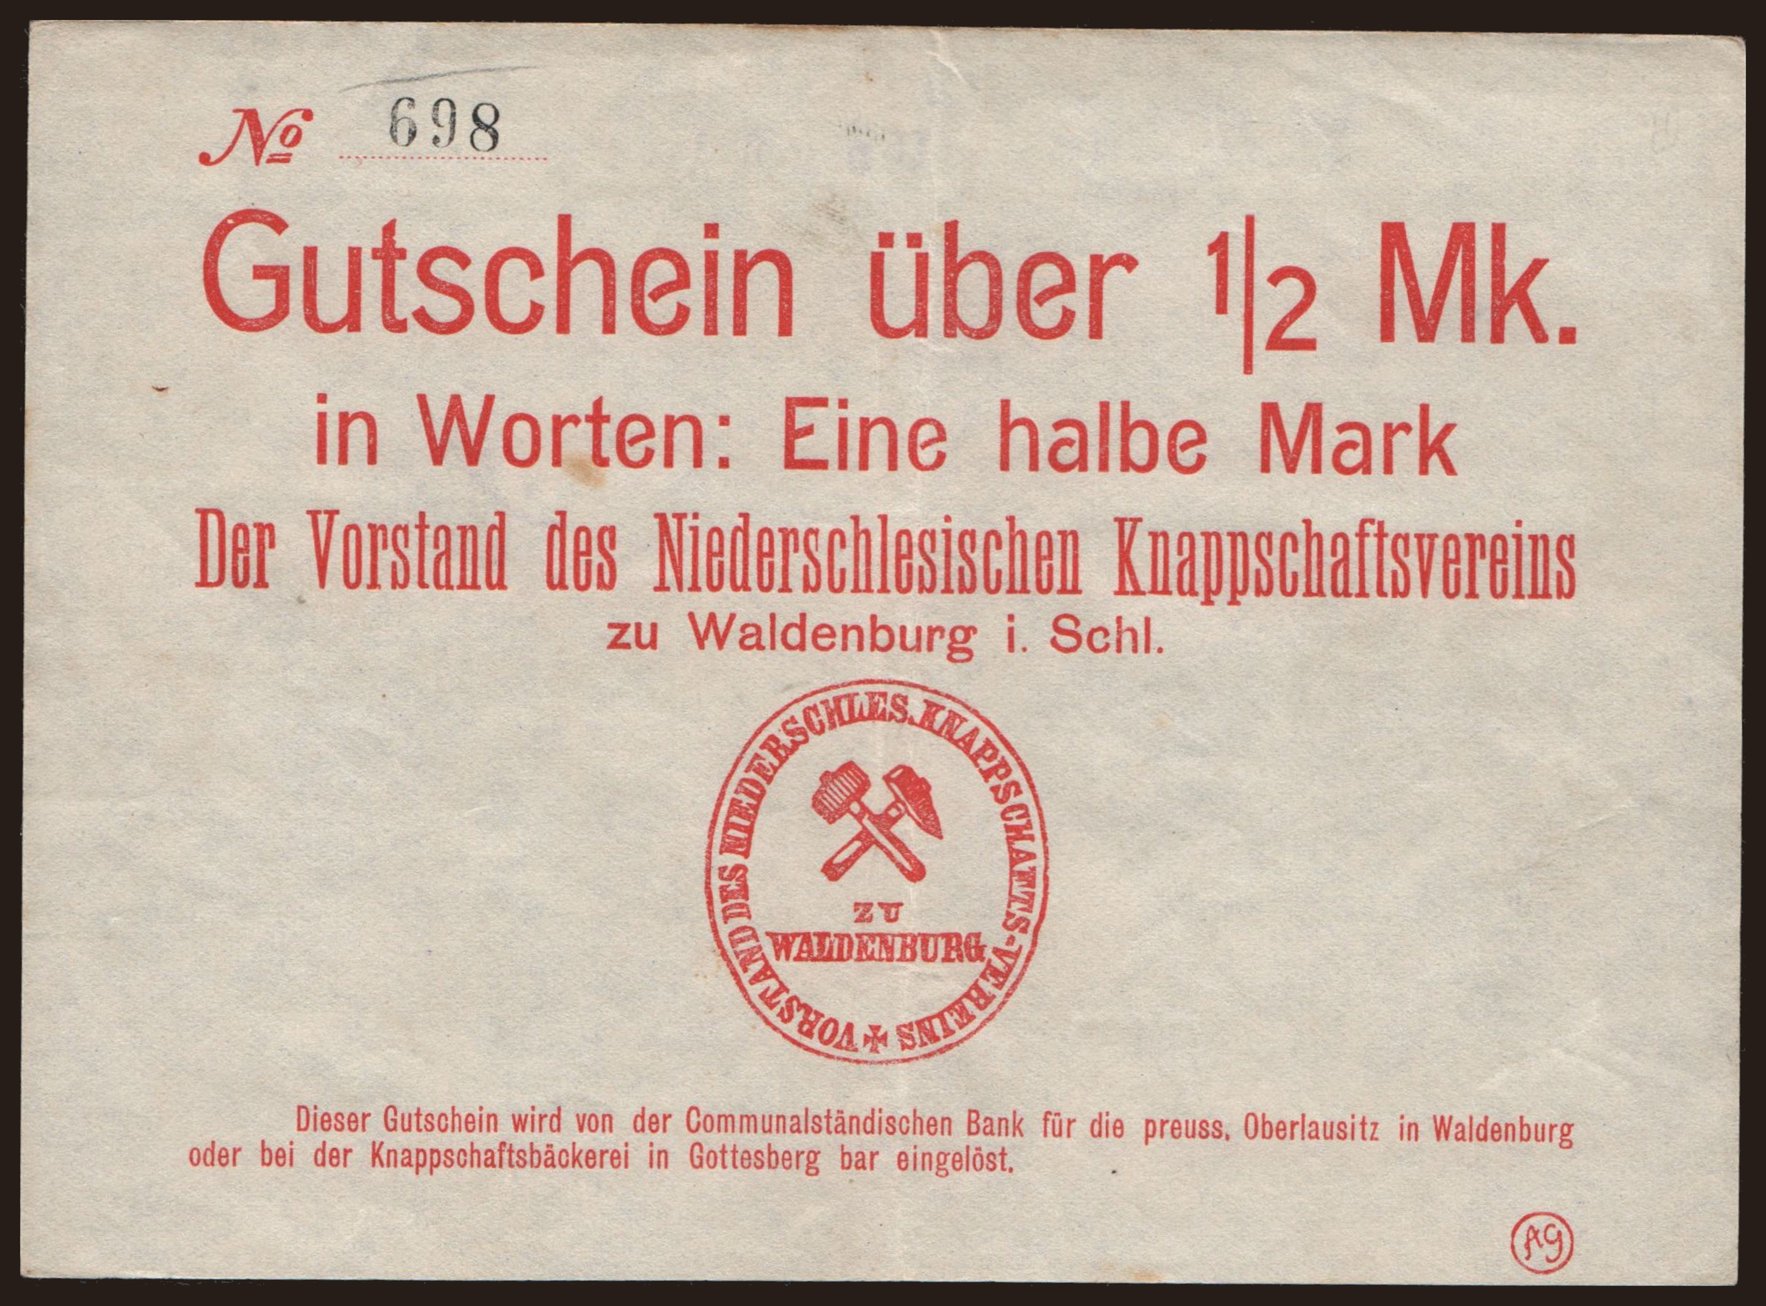 No 698
Gutschein über 1/2 Mk.
in Worten: Eine halbe Mark
Der Vorstand des Niederschlesischen Knappschaftsvereins
zu Waldenburg i. Schl.
VORSTAND DES NIEDERSCHLES. KNAPPSCHAFTS-VEREINS
ZU
WALDENBURG
Dieser Gutschein wird von der Communalständischen Bank für die preuss. Oberlausitz in Waldenburg
oder bei der Knappschaftsbäckerei in Gottesberg bar eingelöst.
AG